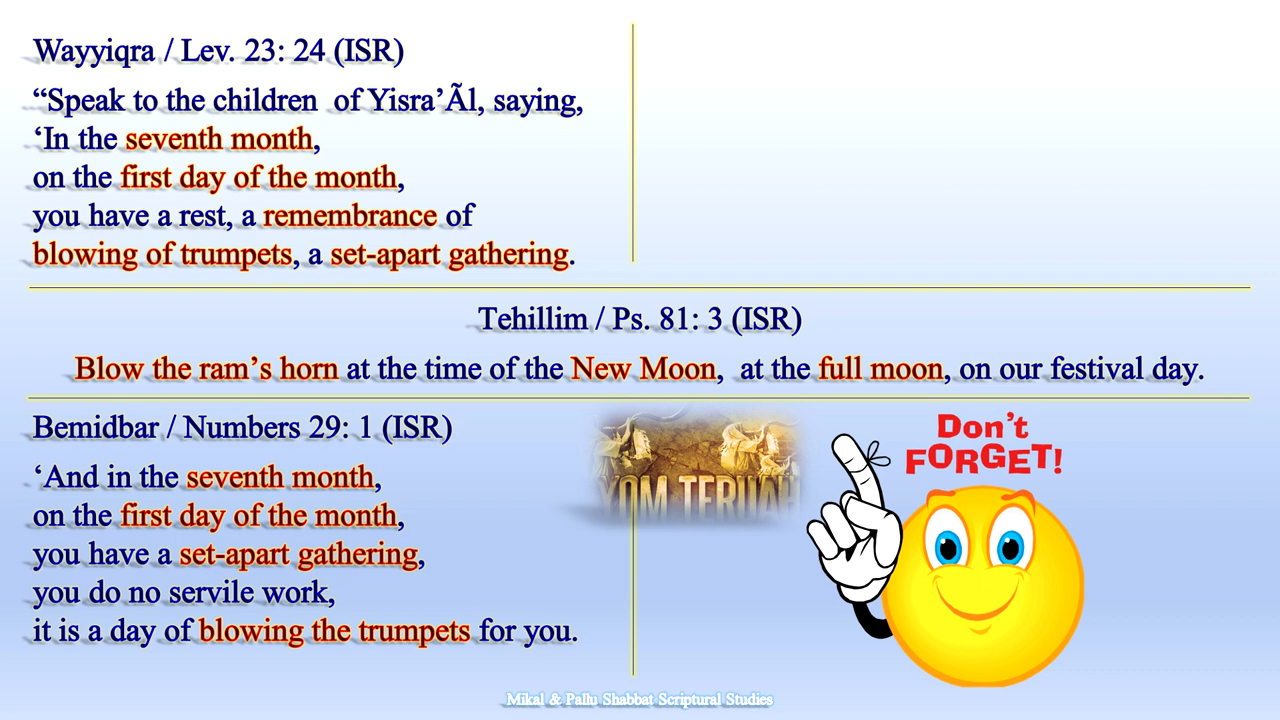 Wayyiqra / Lev. 23: 24 (ISR)
“Speak to the children of Yisra’Ãl, saying,
‘In the seventh month,
on the first day of the month,
you have a rest, a remembrance of
blowing of trumpets, a set-apart gathering.
Tehillim / Ps. 81: 3 (ISR)
Blow the ram’s horn at the time of the New Moon, at the full moon, on our festival day.
Bemidbar / Numbers 29: 1 (ISR)
‘And in the seventh month,
on the first day of the month,
you have a set-apart gathering,
you do no servile work,
it is a day of blowing the trumpets for you.
YOM TERUAH
Don’t
FORGET!
Mikal & Pallu Shabbat Scriptural Studies